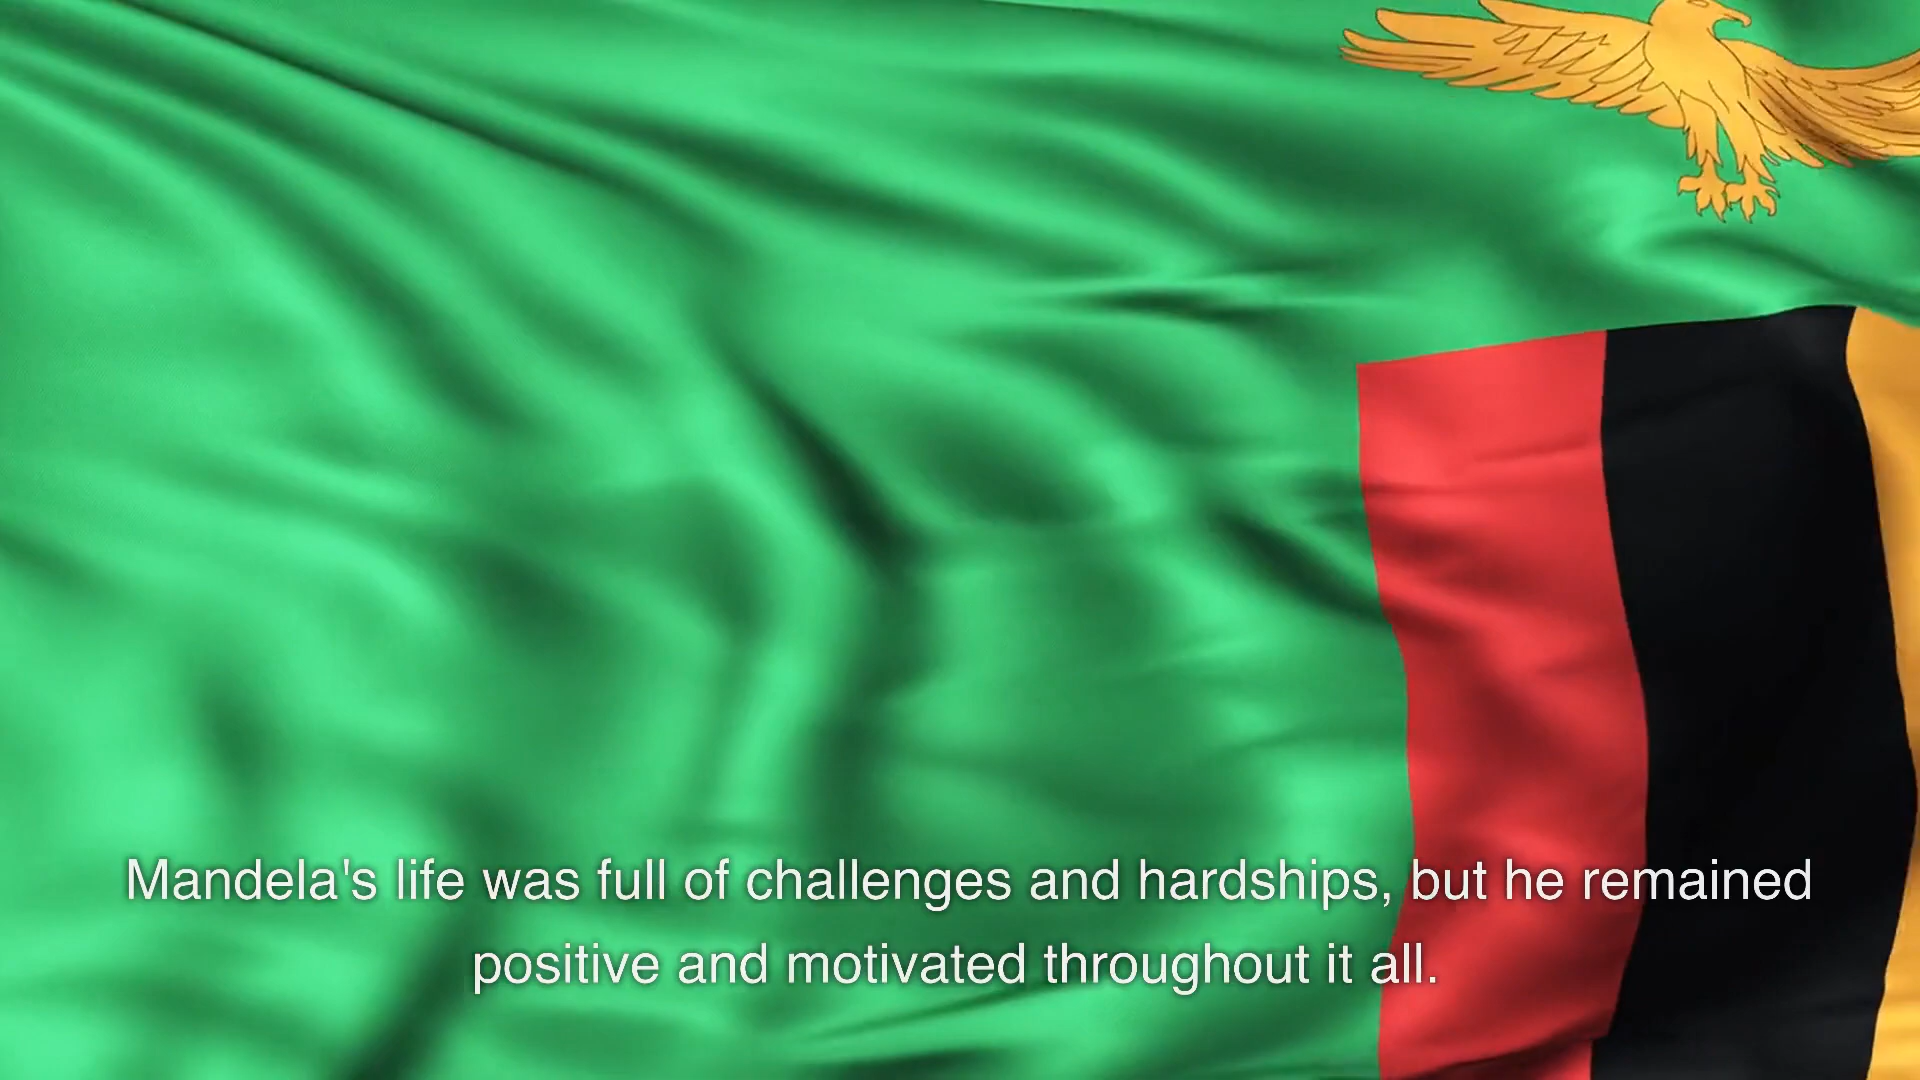 Mandela's life was full of challenges and hardships, but he remained
positive and motivated throughout it all.